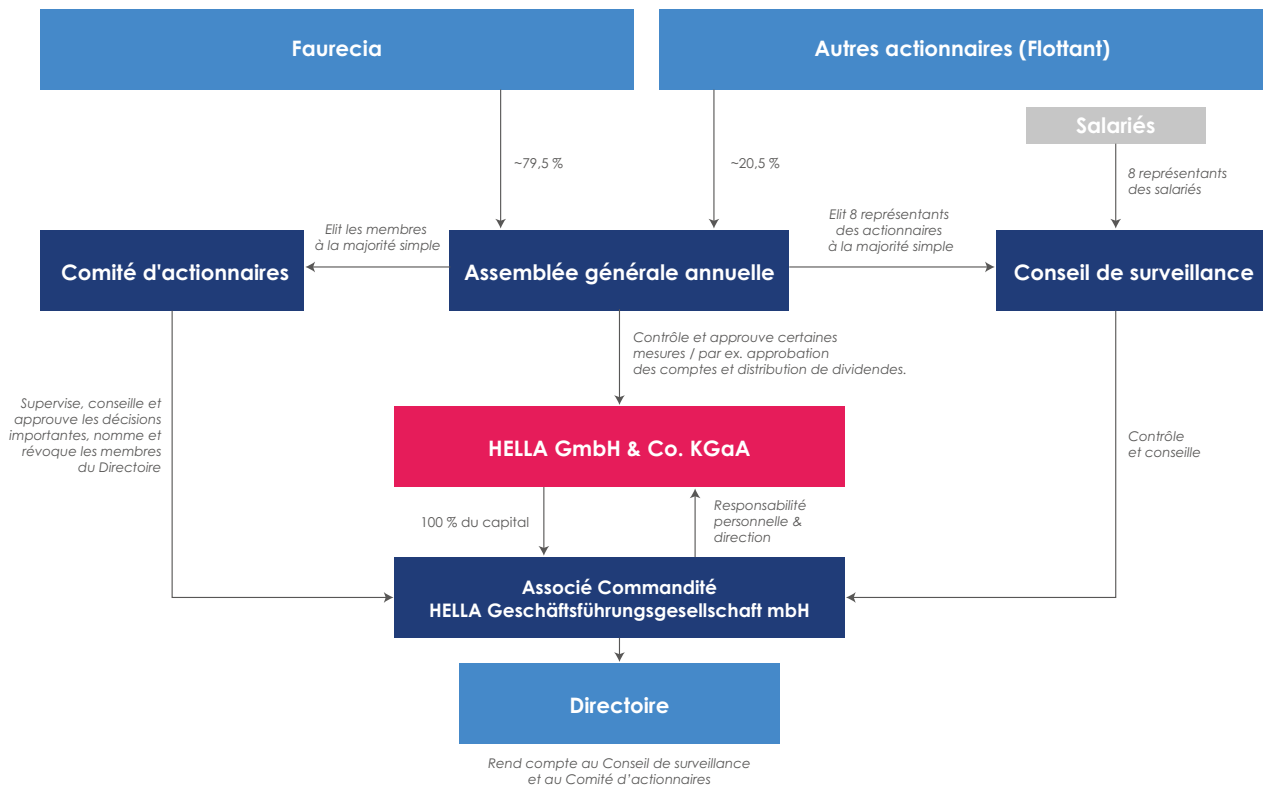 Faurecia
Autres actionnaires (Flottant)
Salariés
~79,5 %
~20,5 %
8 représentants
des salariés
Elit les membres
à la majorité simple
Elit 8 représentants
des actionnaires
à la majorité simple
Comité d'actionnaires
Assemblée générale annuelle
Conseil de surveillance
Contrôle et approuve certaines
mesures / par ex. approbation
des comptes et distribution de dividendes.
Supervise, conseille et
approuve les décisions
importantes, nomme et
révoque les membres
du Directoire
HELLA GmbH & Co. KGaA
Contrôle
et conseille
100 % du capital
Responsabilité
personnelle &
direction
Associé Commandité
HELLA Geschäftsführungsgesellschaft mbH
Directoire
Rend compte au Conseil de surveillance
et au Comité d’actionnaires